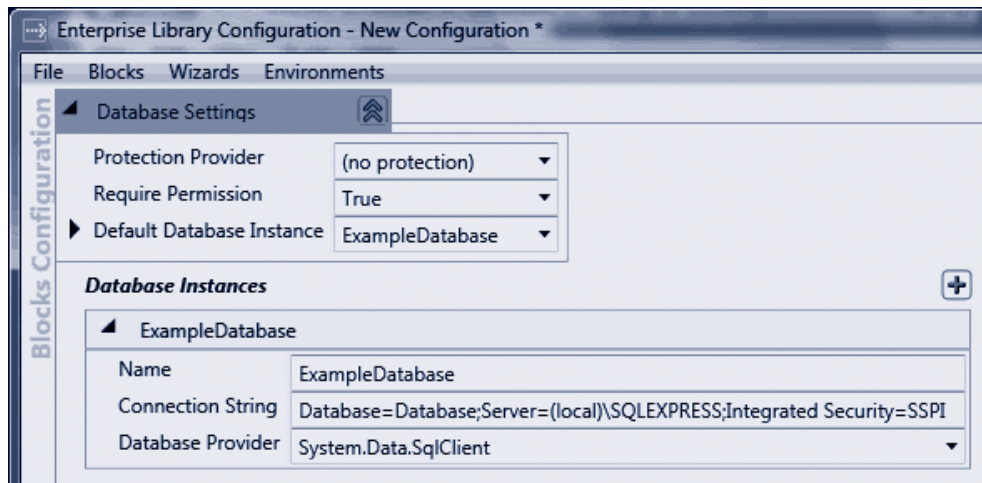 Enterprise Library Configuration - New Configuration *
File Blocks Wizards Environments
Blocks Configuration
Database Settings
Protection Provider (no protection)
Require Permission True
Default Database Instance ExampleDatabase
Database Instances
ExampleDatabase
Name ExampleDatabase
Connection String Database=Database;Server=(local)\SQLEXPRESS;Integrated Security=SSPI
Database Provider System.Data.SqlClient